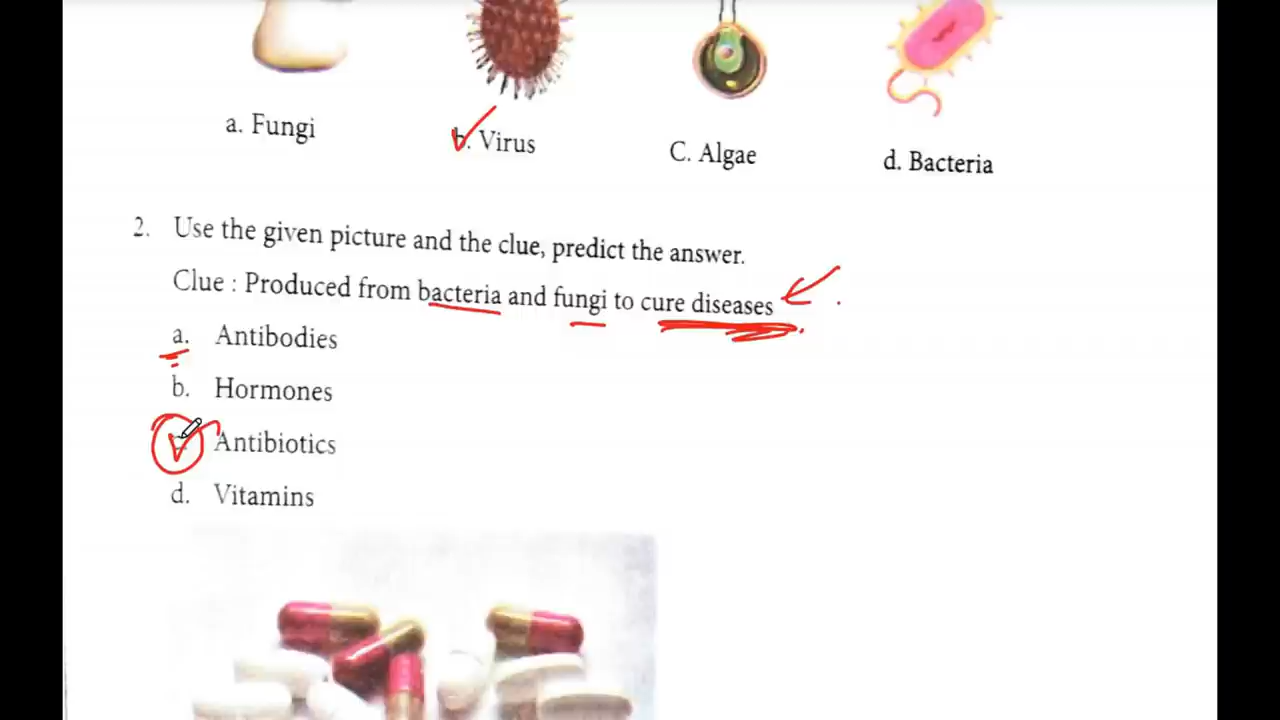 a. Fungi
b. Virus
C. Algae
d. Bacteria
2. Use the given picture and the clue, predict the answer.
Clue : Produced from bacteria and fungi to cure diseases
a. Antibodies
b. Hormones
Antibiotics
d. Vitamins